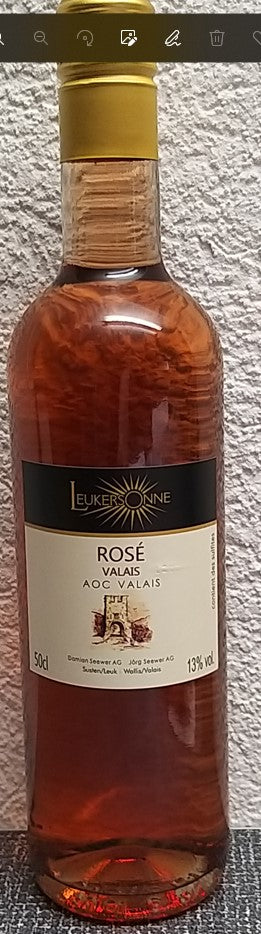 LEUKERSONNE
ROSÉ
VALAIS
AOC VALAIS
contient des sulfites
50cl
Damian Seewer AG Jörg Seewer AG
Susten/Leuk : Wallis/Valais
13% vol